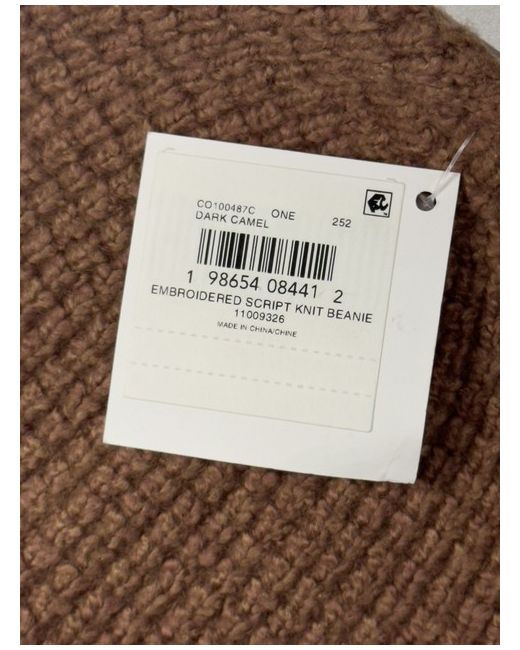 CO100487C ONE
DARK CAMEL 252
1 98654 08441 2
EMBROIDERED SCRIPT KNIT BEANIE
11009326
MADE IN CHINA/CHINE